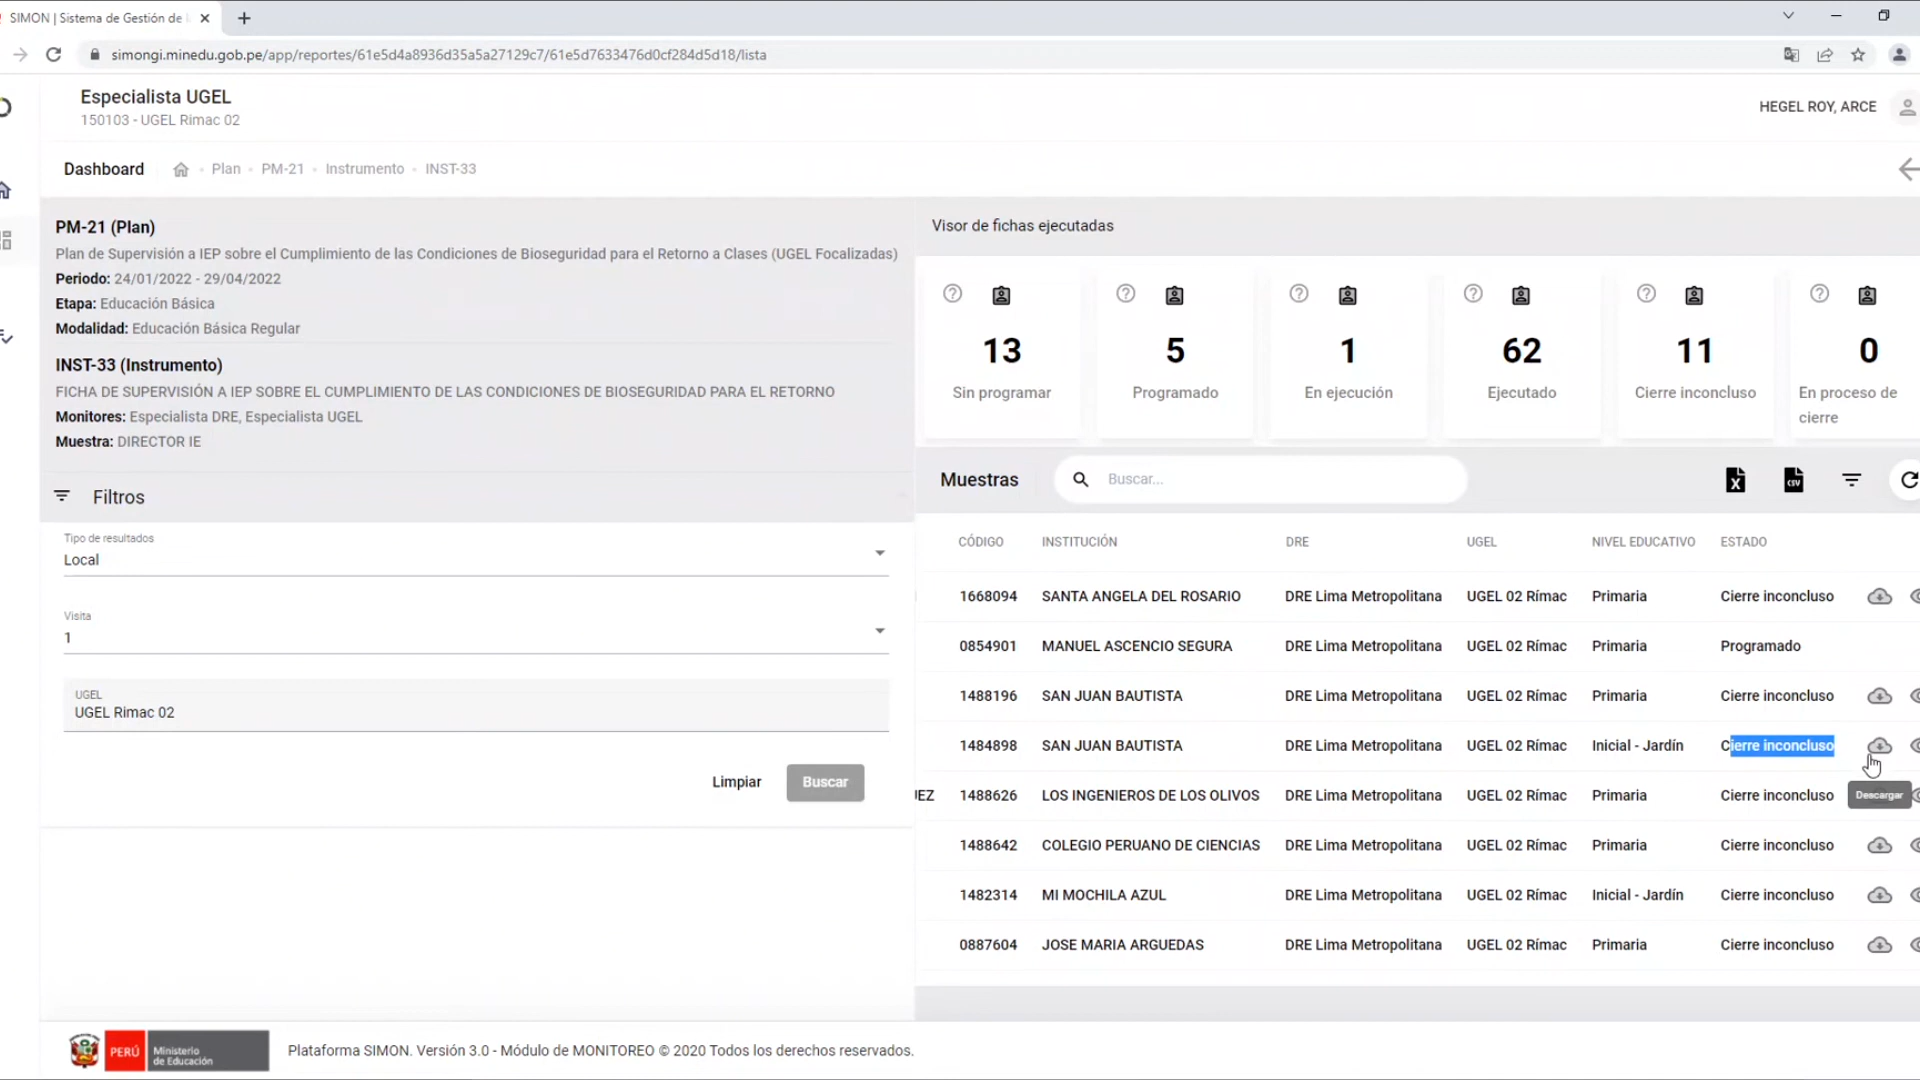 SIMON | Sistema de Gestión de
simongi.minedu.gob.pe/app/reportes/61e5d4a8936d35a5a27129c7/61e5d7633476d0cf284d5d18/lista
Especialista UGEL
150103 - UGEL Rimac 02
HEGEL ROY, ARCE
Dashboard Plan PM-21 Instrumento INST-33
PM-21 (Plan)
Plan de Supervisión a IEP sobre el Cumplimiento de las Condiciones de Bioseguridad para el Retorno a Clases (UGEL Focalizadas)
Periodo: 24/01/2022 - 29/04/2022
Etapa: Educación Básica
Modalidad: Educación Básica Regular
INST-33 (Instrumento)
FICHA DE SUPERVISIÓN A IEP SOBRE EL CUMPLIMIENTO DE LAS CONDICIONES DE BIOSEGURIDAD PARA EL RETORNO
Monitores: Especialista DRE, Especialista UGEL
Muestra: DIRECTOR IE
Filtros
Tipo de resultados
Local
Visita
1
UGEL
UGEL Rimac 02
Limpiar Buscar
Visor de fichas ejecutadas
13 5 1 62 11 0
Sin programar Programado En ejecución Ejecutado Cierre inconcluso En proceso de
cierre
Muestras Buscar...
X CSV
CÓDIGO INSTITUCIÓN DRE UGEL NIVEL EDUCATIVO ESTADO
1668094 SANTA ANGELA DEL ROSARIO DRE Lima Metropolitana UGEL 02 Rímac Primaria Cierre inconcluso
0854901 MANUEL ASCENCIO SEGURA DRE Lima Metropolitana UGEL 02 Rímac Primaria Programado
1488196 SAN JUAN BAUTISTA DRE Lima Metropolitana UGEL 02 Rímac Primaria Cierre inconcluso
1484898 SAN JUAN BAUTISTA DRE Lima Metropolitana UGEL 02 Rímac Inicial - Jardín Cierre inconcluso
EZ 1488626 LOS INGENIEROS DE LOS OLIVOS DRE Lima Metropolitana UGEL 02 Rímac Primaria Cierre inconcluso
Descargar
1488642 COLEGIO PERUANO DE CIENCIAS DRE Lima Metropolitana UGEL 02 Rímac Primaria Cierre inconcluso
1482314 MI MOCHILA AZUL DRE Lima Metropolitana UGEL 02 Rímac Inicial - Jardín Cierre inconcluso
0887604 JOSE MARIA ARGUEDAS DRE Lima Metropolitana UGEL 02 Rímac Primaria Cierre inconcluso
PERÚ Ministerio
de Educación
Plataforma SIMON. Versión 3.0 - Módulo de MONITOREO © 2020 Todos los derechos reservados.